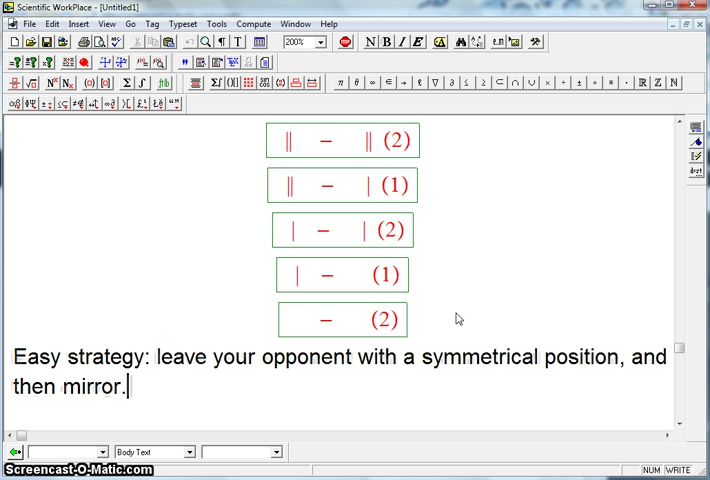 Scientific WorkPlace - [Untitled1]
File Edit Insert View Go Tag Typeset Tools Compute Window Help
200% N B I E
|| – || (2)
|| – | (1)
| – | (2)
| – (1)
– (2)
Easy strategy: leave your opponent with a symmetrical position, and
then mirror.
Body Text
Screencast-O-Matic.com NUM WRITE